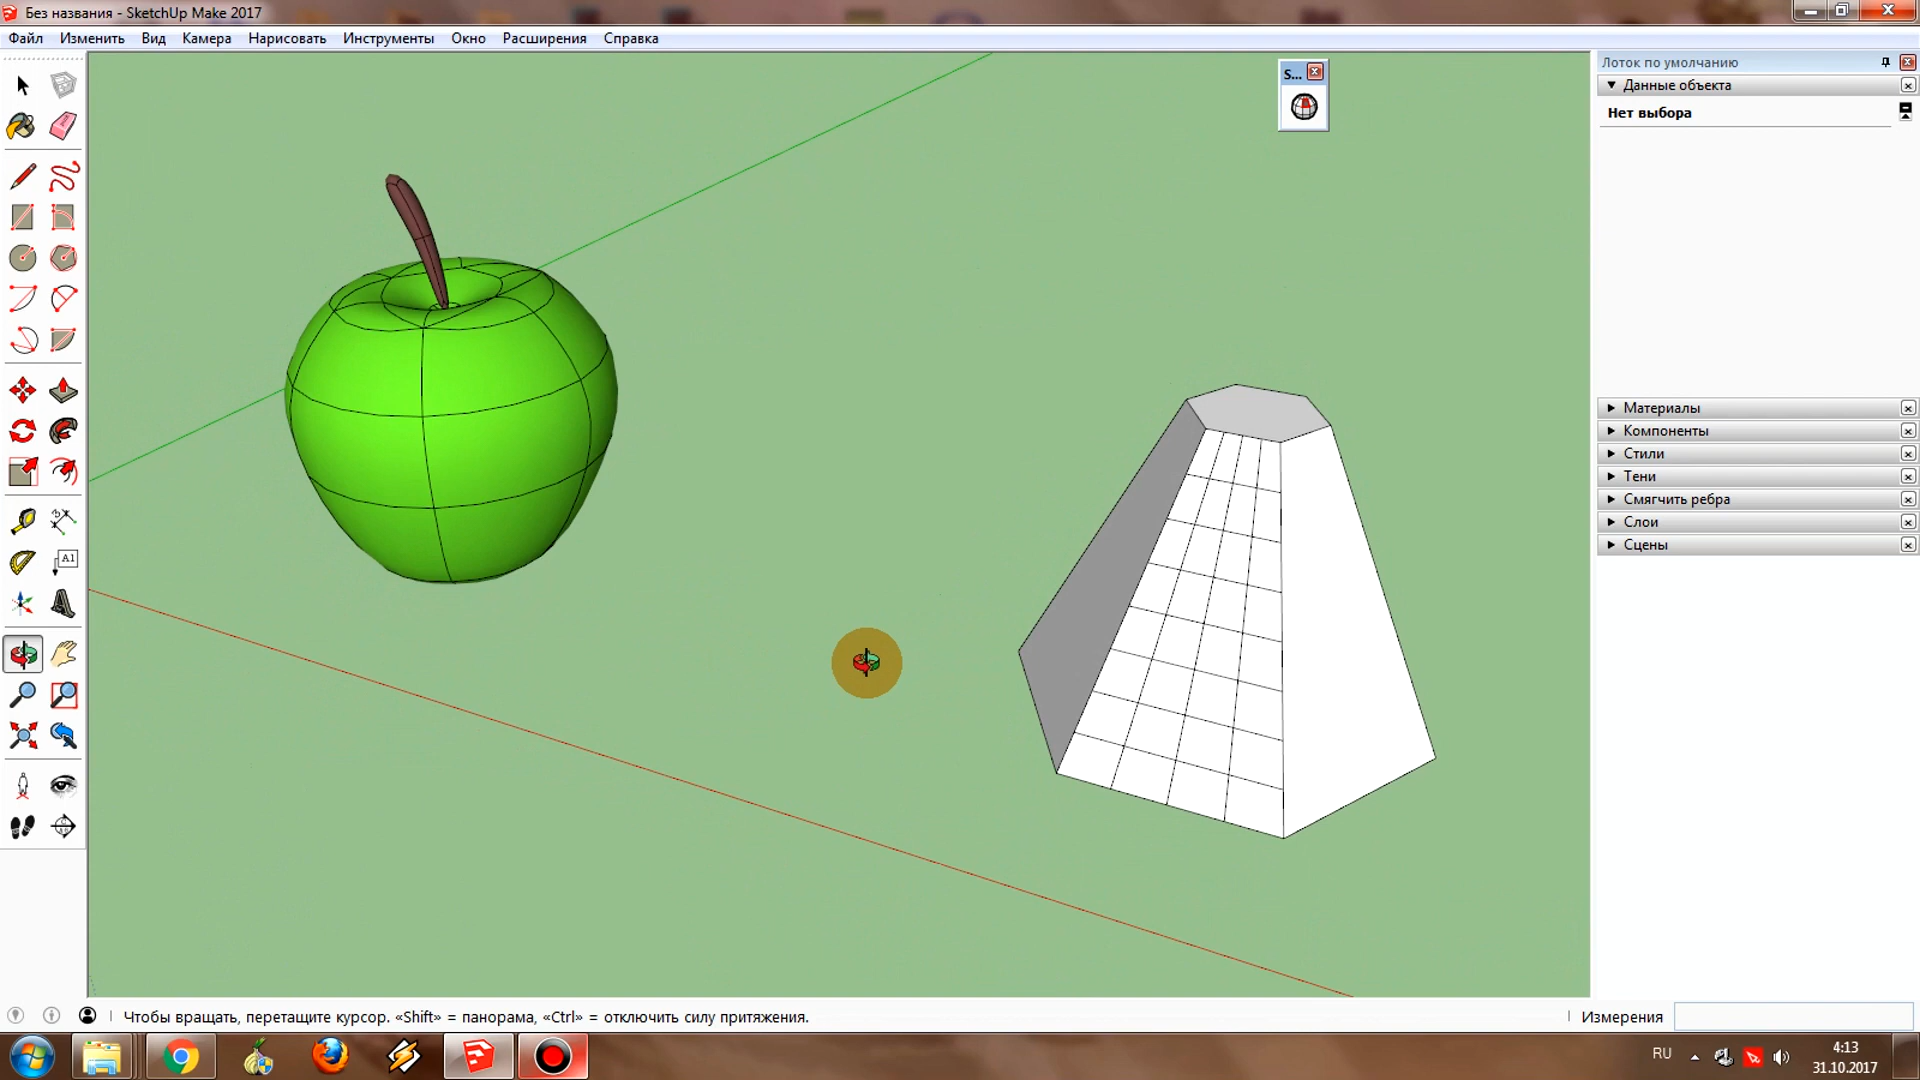 Без названия - SketchUp Make 2017
Файл Изменить Вид Камера Нарисовать Инструменты Окно Расширения Справка
S...
Лоток по умолчанию
Данные объекта
Нет выбора
Материалы
Компоненты
Стили
Тени
Смягчить ребра
Слои
Сцены
A1
Чтобы вращать, перетащите курсор. «Shift» = панорама, «Ctrl» = отключить силу притяжения.
Измерения
RU
4:13
31.10.2017